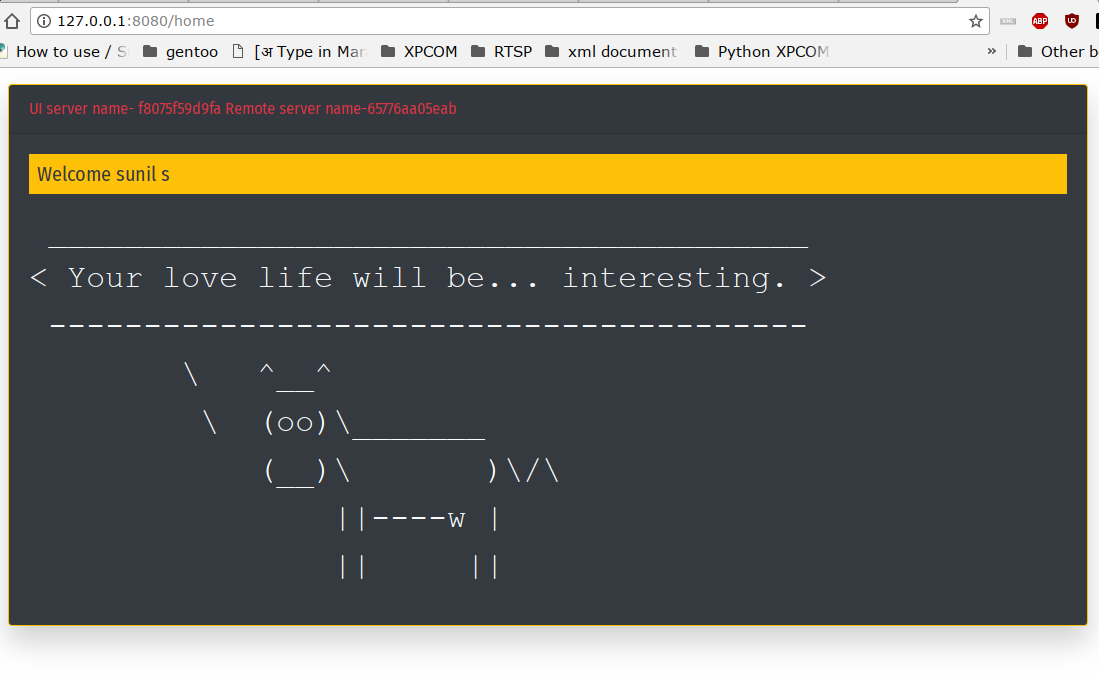 127.0.0.1:8080/home
ABP
How to use / S gentoo [अ Type in Mar XPCOM RTSP xml document Python XPCOM » Other b
UI server name- f8075f59d9fa Remote server name-65776aa05eab
Welcome sunil s
 ________________________________________
< Your love life will be... interesting. >
 ----------------------------------------
        \   ^__^
         \  (oo)\_______
            (__)\       )\/\
                ||----w |
                ||     ||